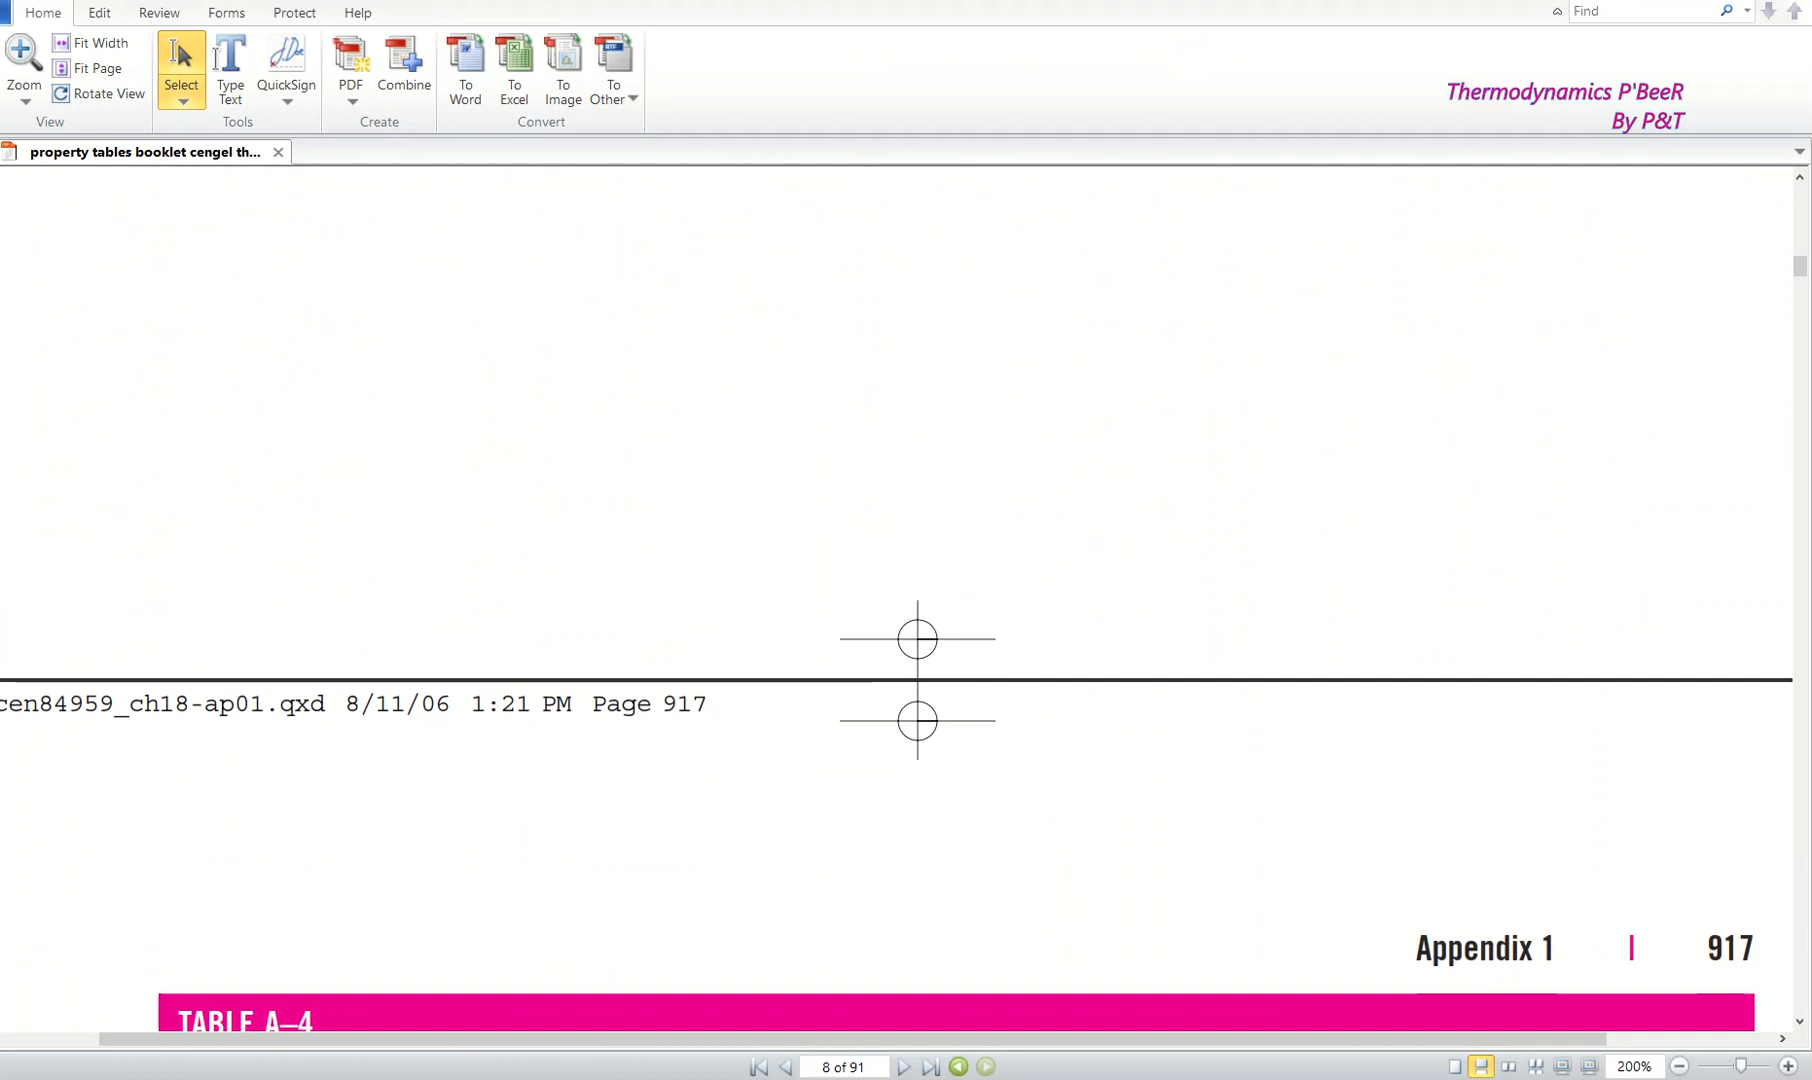 Home Edit Review Forms Protect Help Find
Zoom Fit Width Fit Page Rotate View
Select Type Text QuickSign
PDF Combine
To Word To Excel To Image To Other
View Tools Create Convert
Thermodynamics P'BeeR
By P&T
property tables booklet cengel th...
cen84959_ch18-ap01.qxd 8/11/06 1:21 PM Page 917
Appendix 1 | 917
TABLE A–4
8 of 91 200%